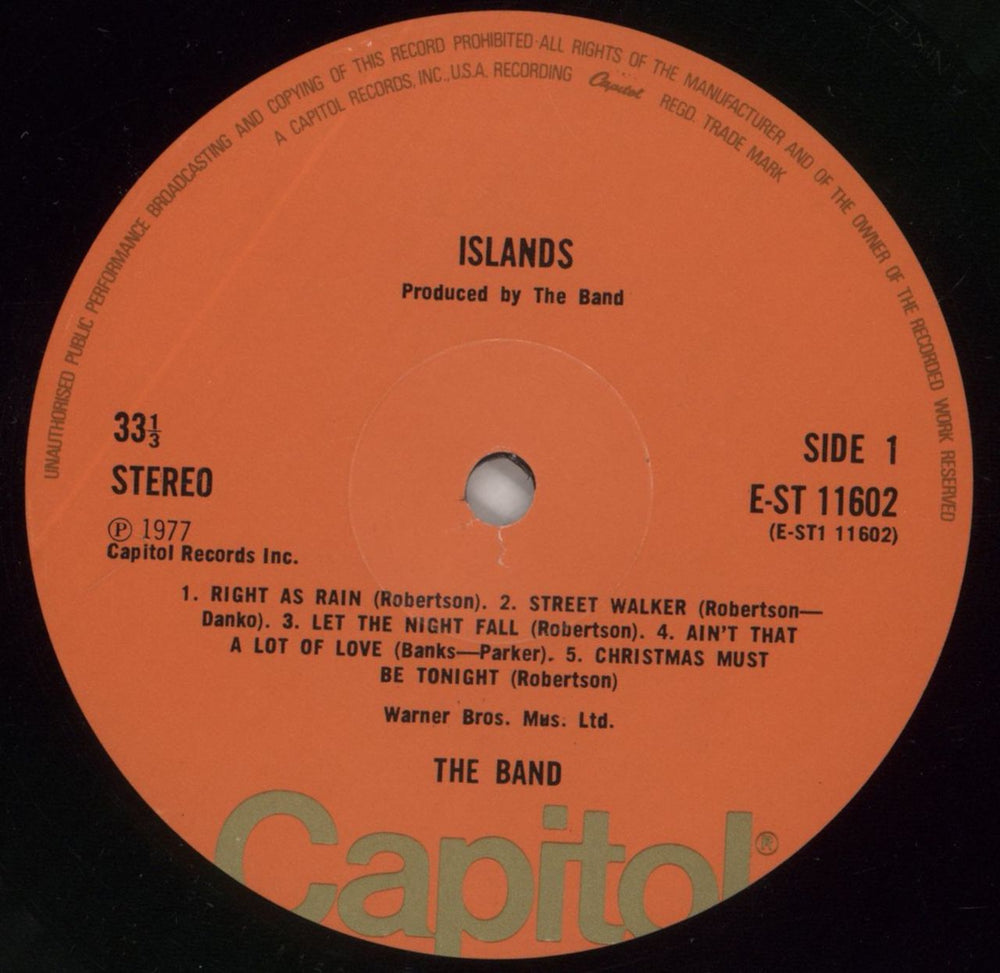 UNAUTHORISED PUBLIC PERFORMANCE BROADCASTING AND COPYING OF THIS RECORD PROHIBITED-ALL RIGHTS OF THE MANUFACTURER AND OF THE OWNER OF THE RECORDED WORK RESERVED
A CAPITOL RECORDS, INC., U.S.A. RECORDING Capitol REGD. TRADE MARK
ISLANDS
Produced by The Band
33⅓
STEREO
℗ 1977
Capitol Records Inc.
SIDE 1
E-ST 11602
(E-ST1 11602)
1. RIGHT AS RAIN (Robertson). 2. STREET WALKER (Robertson—
Danko). 3. LET THE NIGHT FALL (Robertson). 4. AIN'T THAT
A LOT OF LOVE (Banks—Parker). 5. CHRISTMAS MUST
BE TONIGHT (Robertson)
Warner Bros. Mus. Ltd.
THE BAND
Capitol®